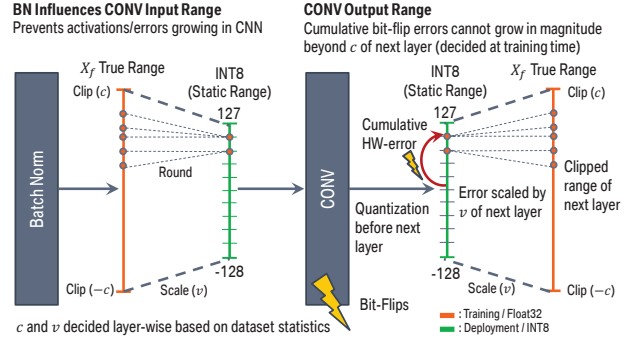 BN Influences CONV Input Range
Prevents activations/errors growing in CNN
CONV Output Range
Cumulative bit-flip errors cannot grow in magnitude
beyond c of next layer (decided at training time)
X_f True Range
Clip (c)
INT8
(Static Range)
127
Batch Norm
Round
-128
Clip (−c)
Scale (v)
CONV
INT8
(Static Range)
127
X_f True Range
Clip (c)
Cumulative
HW-error
Quantization
before next
layer
Error scaled by
v of next layer
Clipped
range of
next layer
-128
Scale (v)
Clip (−c)
Bit-Flips
c and v decided layer-wise based on dataset statistics
: Training / Float32
: Deployment / INT8